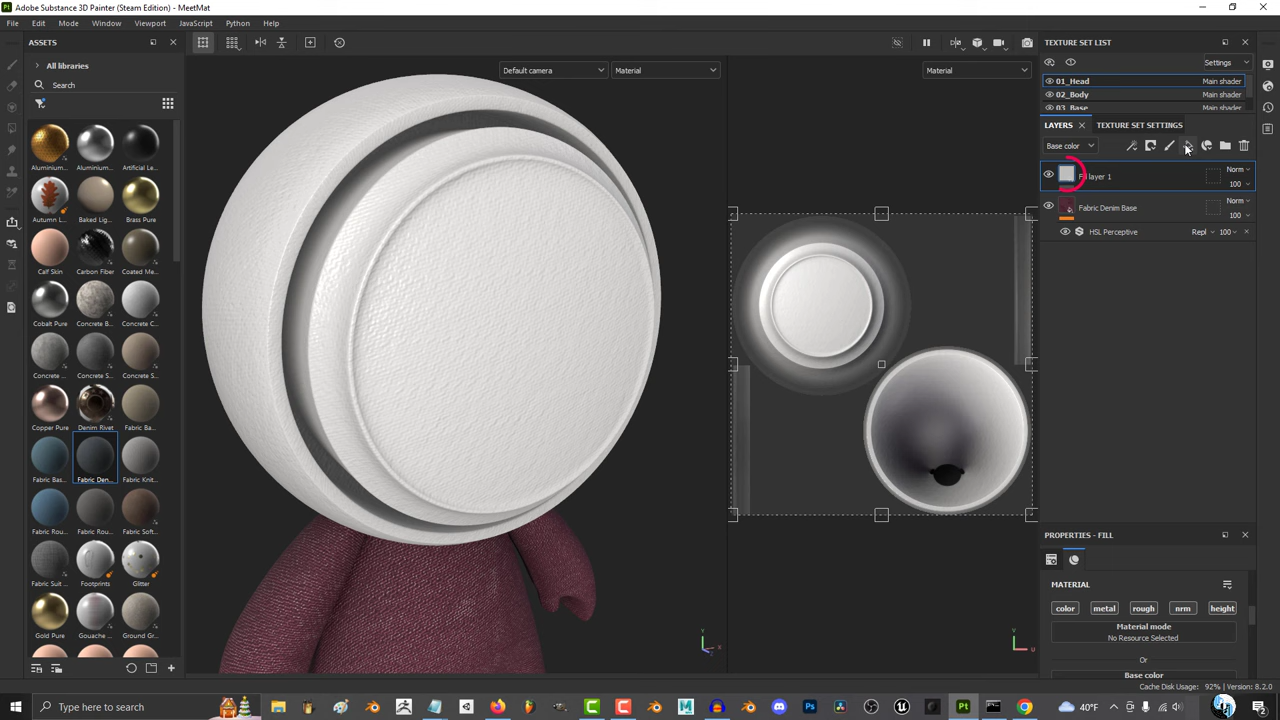 Adobe Substance 3D Painter (Steam Edition) - MeetMat
File Edit Mode Window Viewport JavaScript Python Help
ASSETS
All libraries
Search
Aluminium... Aluminium... Artificial Le...
Autumn L... Baked Lig... Brass Pure
Calf Skin Carbon Fiber Coated Me...
Cobalt Pure Concrete B... Concrete C...
Concrete ... Concrete S... Concrete S...
Copper Pure Denim Rivet Fabric Ba...
Fabric Bas... Fabric Den... Fabric Knit...
Fabric Rou... Fabric Rou... Fabric Soft...
Fabric Suit ... Footprints Glitter
Gold Pure Gouache ... Ground Gr...
Default camera Material
Material
TEXTURE SET LIST
Settings
01_Head Main shader
02_Body Main shader
03_Base Main shader
LAYERS TEXTURE SET SETTINGS
Base color
Norm
layer 1
100
Norm
Fabric Denim Base
100
HSL Perceptive Repl 100
PROPERTIES - FILL
MATERIAL
color metal rough nrm height
Material mode
No Resource Selected
Or
Base color
Cache Disk Usage: 92% | Version: 8.2.0
Type here to search
40°F